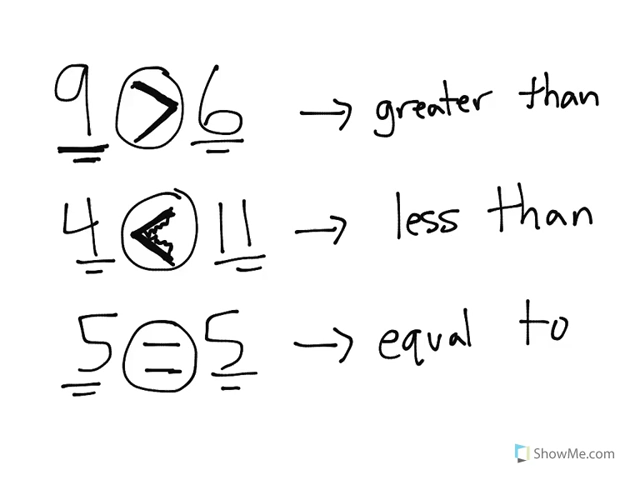 9 > 6 → greater than
4 < 11 → less than
5 = 5 → equal to
ShowMe.com